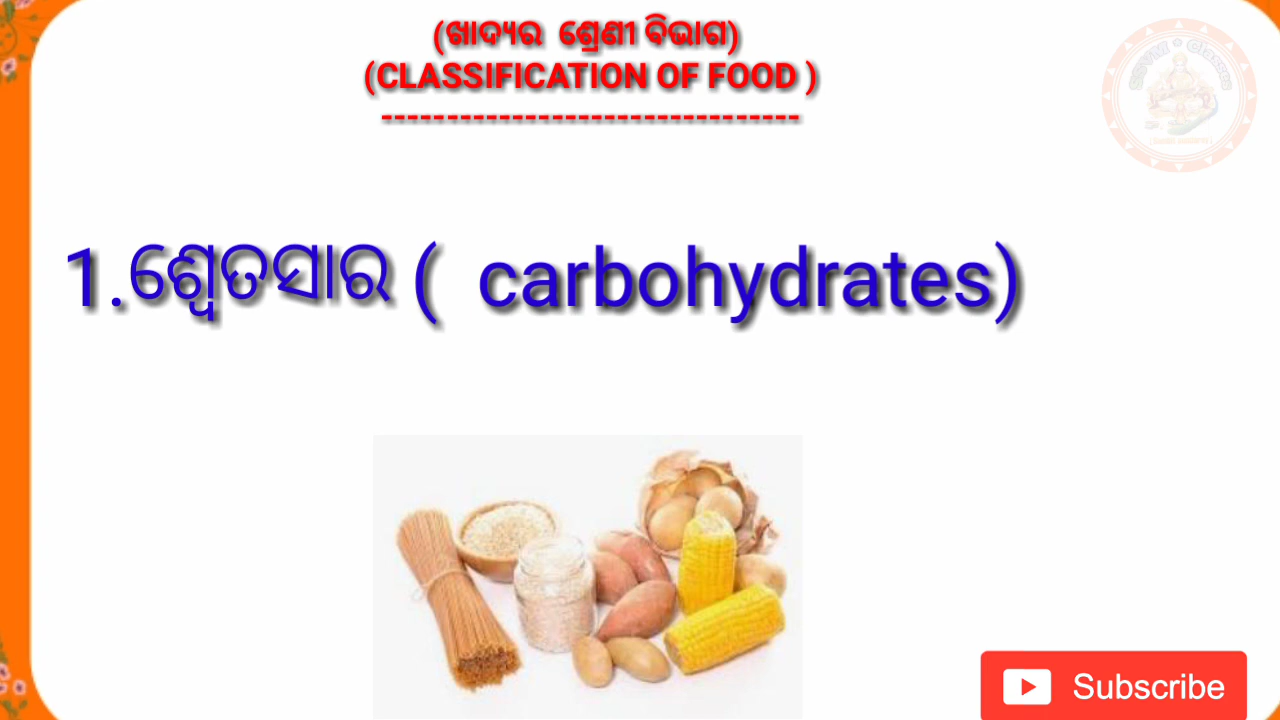 (ଖାଦ୍ୟର ଶ୍ରେଣୀ ବିଭାଗ)
(CLASSIFICATION OF FOOD )
--------------------------------
1.ଶ୍ୱେତସାର ( carbohydrates)
Subscribe